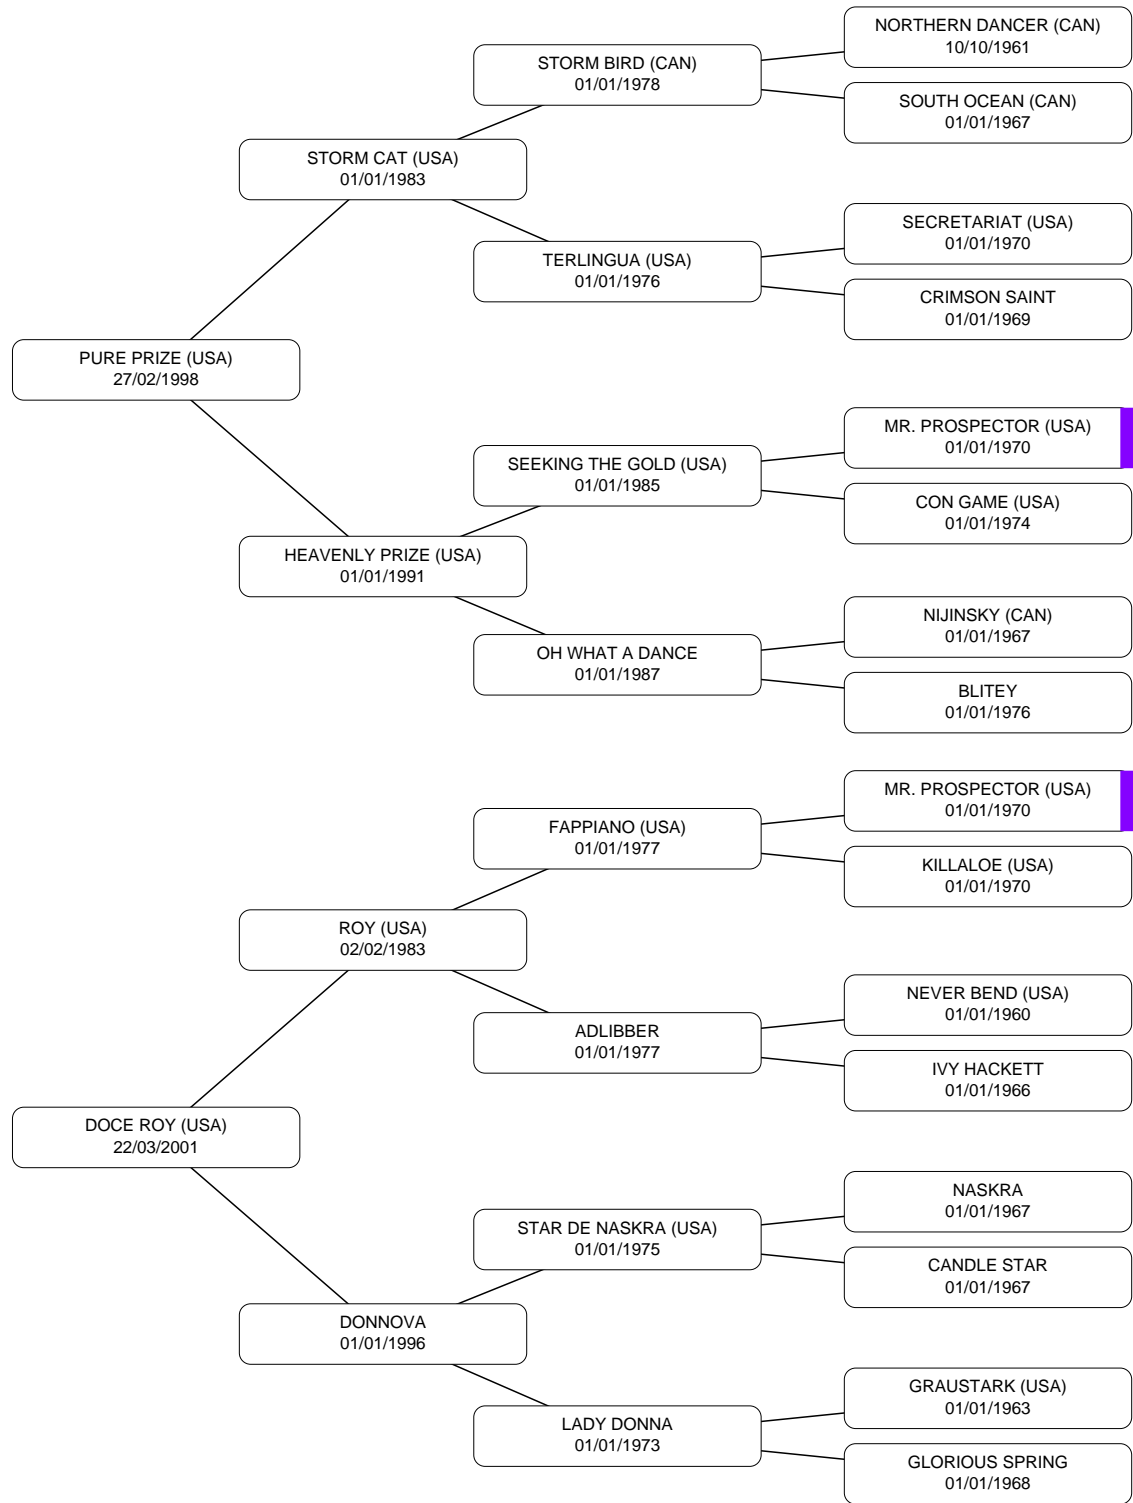 NORTHERN DANCER (CAN)
10/10/1961
STORM BIRD (CAN)
01/01/1978
SOUTH OCEAN (CAN)
01/01/1967
STORM CAT (USA)
01/01/1983
SECRETARIAT (USA)
01/01/1970
TERLINGUA (USA)
01/01/1976
CRIMSON SAINT
01/01/1969
PURE PRIZE (USA)
27/02/1998
MR. PROSPECTOR (USA)
01/01/1970
SEEKING THE GOLD (USA)
01/01/1985
CON GAME (USA)
01/01/1974
HEAVENLY PRIZE (USA)
01/01/1991
NIJINSKY (CAN)
01/01/1967
OH WHAT A DANCE
01/01/1987
BLITEY
01/01/1976
MR. PROSPECTOR (USA)
01/01/1970
FAPPIANO (USA)
01/01/1977
KILLALOE (USA)
01/01/1970
ROY (USA)
02/02/1983
NEVER BEND (USA)
01/01/1960
ADLIBBER
01/01/1977
IVY HACKETT
01/01/1966
DOCE ROY (USA)
22/03/2001
NASKRA
01/01/1967
STAR DE NASKRA (USA)
01/01/1975
CANDLE STAR
01/01/1967
DONNOVA
01/01/1996
GRAUSTARK (USA)
01/01/1963
LADY DONNA
01/01/1973
GLORIOUS SPRING
01/01/1968